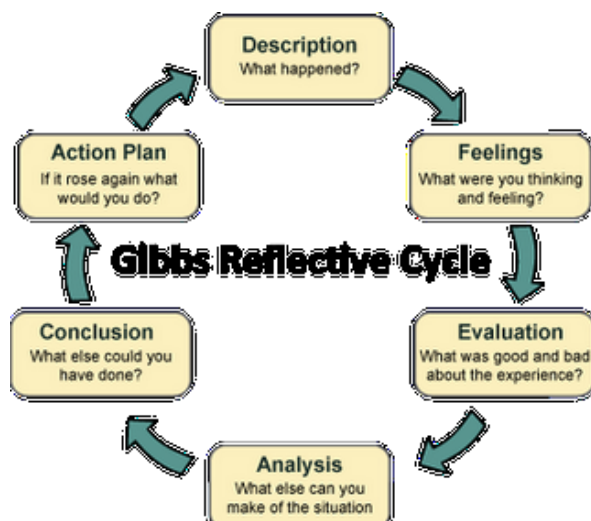 Description
What happened?
Feelings
What were you thinking
and feeling?
Evaluation
What was good and bad
about the experience?
Analysis
What else can you
make of the situation
Conclusion
What else could you
have done?
Action Plan
If it rose again what
would you do?
Gibbs Reflective Cycle